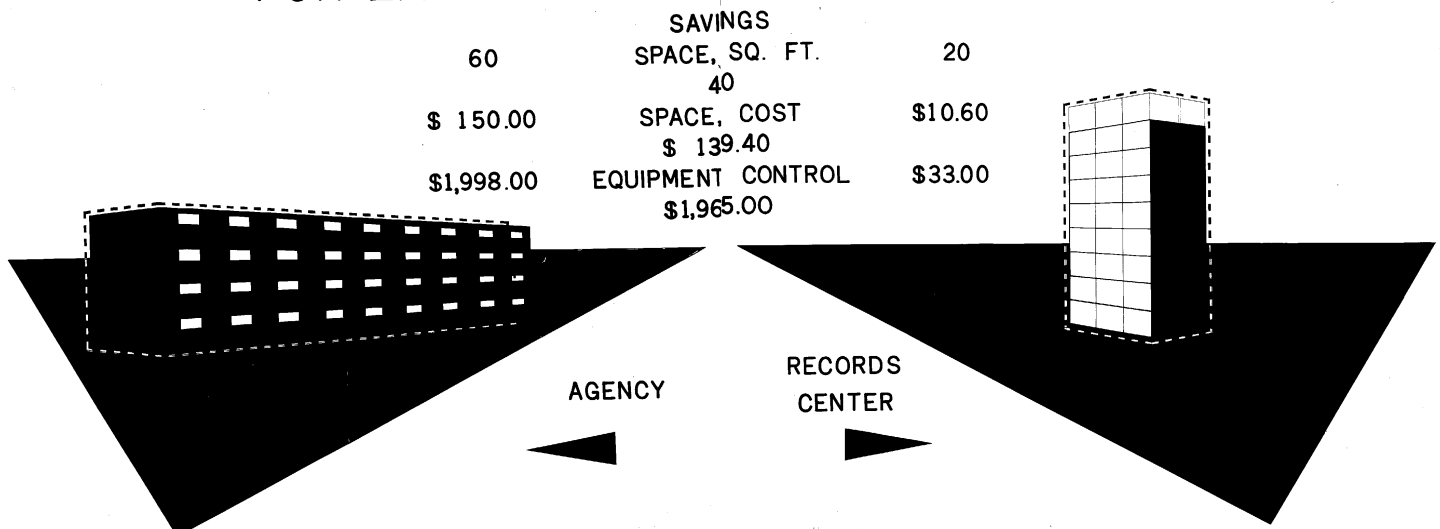 SAVINGS
60 SPACE, SQ. FT. 20
40
$ 150.00 SPACE, COST $10.60
$ 139.40
$1,998.00 EQUIPMENT CONTROL $33.00
$1,965.00
AGENCY
RECORDS
CENTER